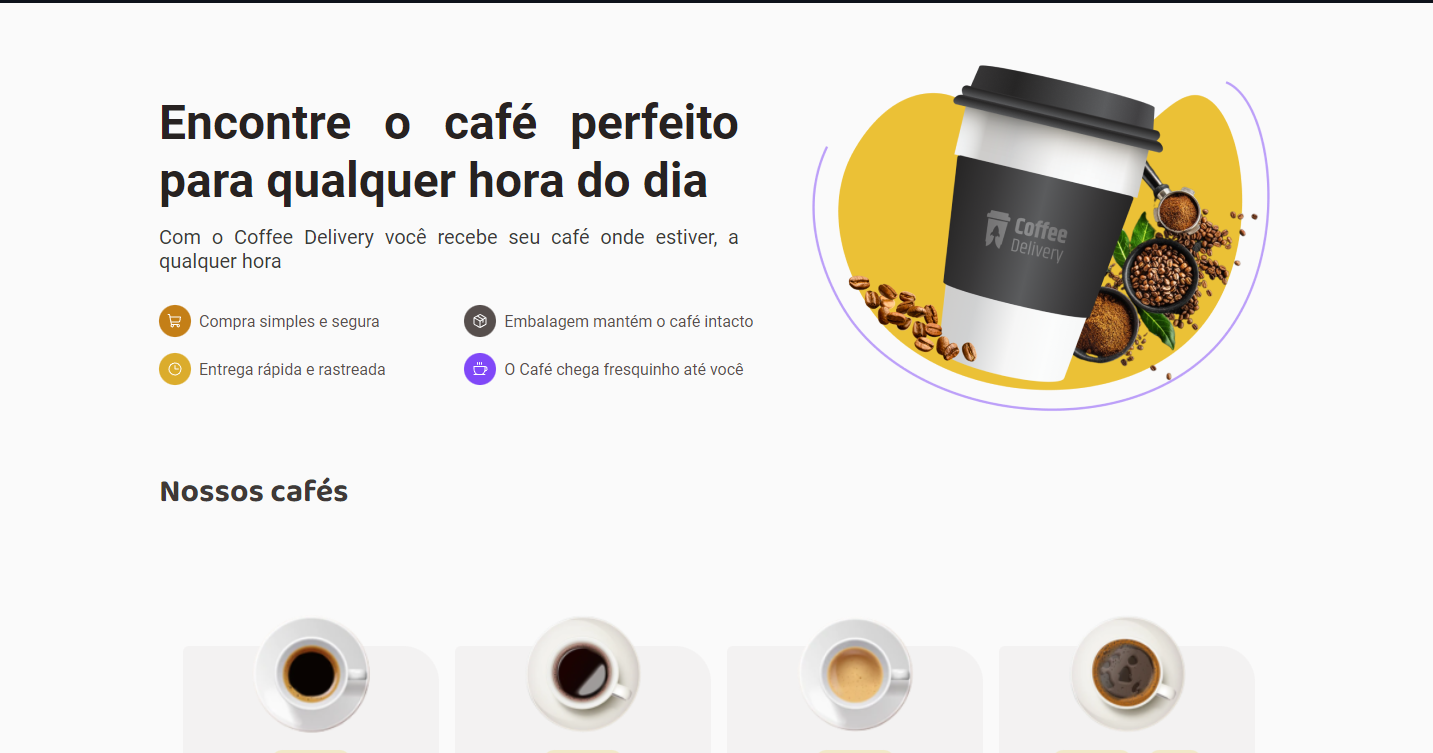 Encontre o café perfeito
para qualquer hora do dia
Com o Coffee Delivery você recebe seu café onde estiver, a
qualquer hora
Compra simples e segura
Embalagem mantém o café intacto
Entrega rápida e rastreada
O Café chega fresquinho até você
Coffee
Delivery
Nossos cafés